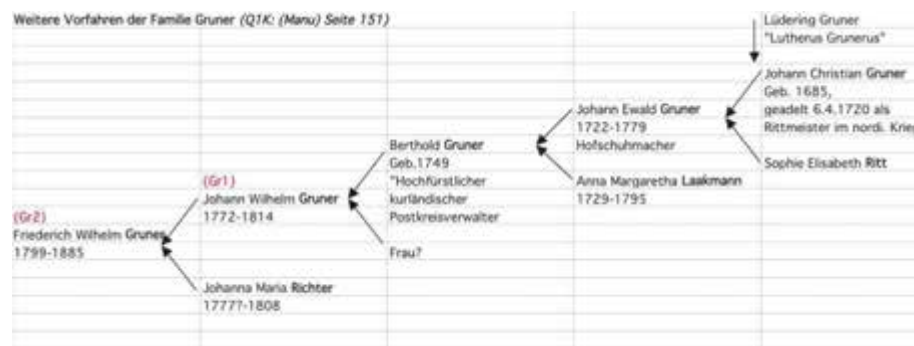 Weitere Vorfahren der Familie Gruner (Q1K: (Manu) Seite 151)
Lüdering Gruner
"Lutherus Grunerus"
Johann Christian Gruner
Geb. 1685,
geadelt 6.4.1720 als
Rittmeister im nordi. Krieg
Sophie Elisabeth Ritt
Johann Ewald Gruner
1722-1779
Hofschuhmacher
Anna Margaretha Laakmann
1729-1795
Berthold Gruner
Geb.1749
"Hochfürstlicher
kurländischer
Postkreisverwalter
Frau?
(Gr1)
Johann Wilhelm Gruner
1772-1814
Johanna Maria Richter
1777?-1808
(Gr2)
Friederich Wilhelm Gruner
1799-1885